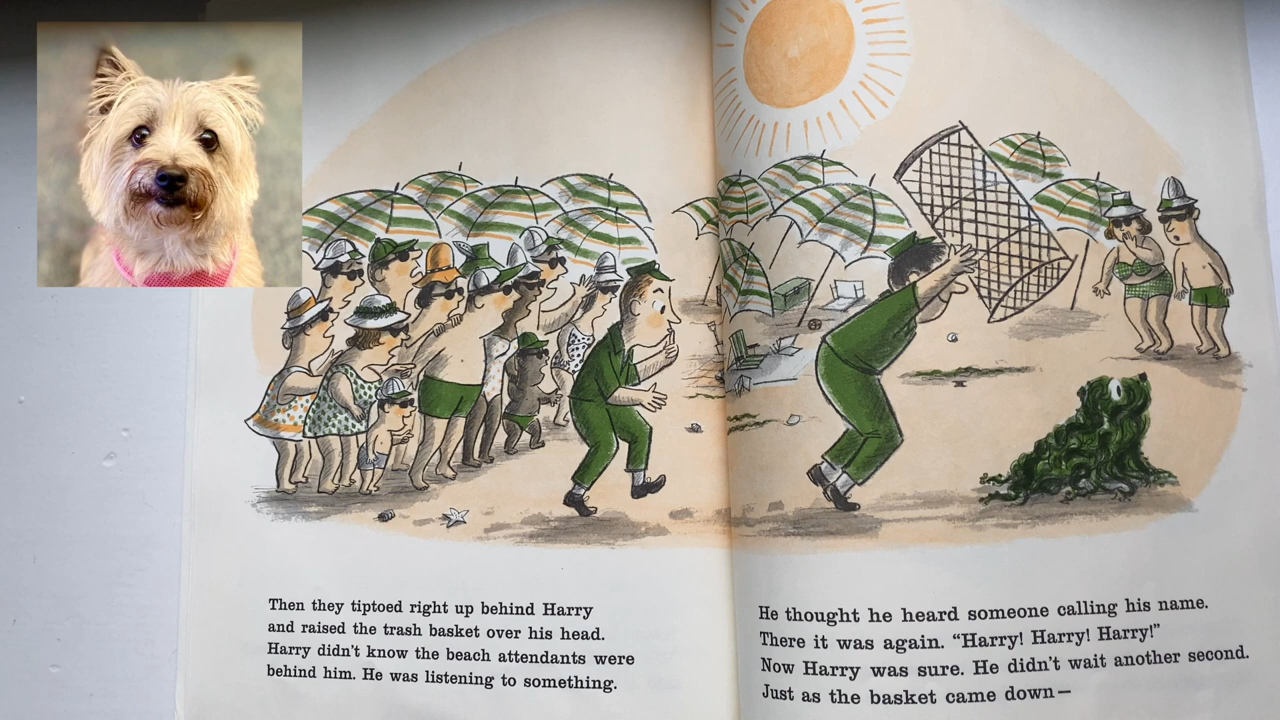 Then they tiptoed right up behind Harry
and raised the trash basket over his head.
Harry didn't know the beach attendants were
behind him. He was listening to something.
He thought he heard someone calling his name.
There it was again. “Harry! Harry! Harry!”
Now Harry was sure. He didn't wait another second.
Just as the basket came down—